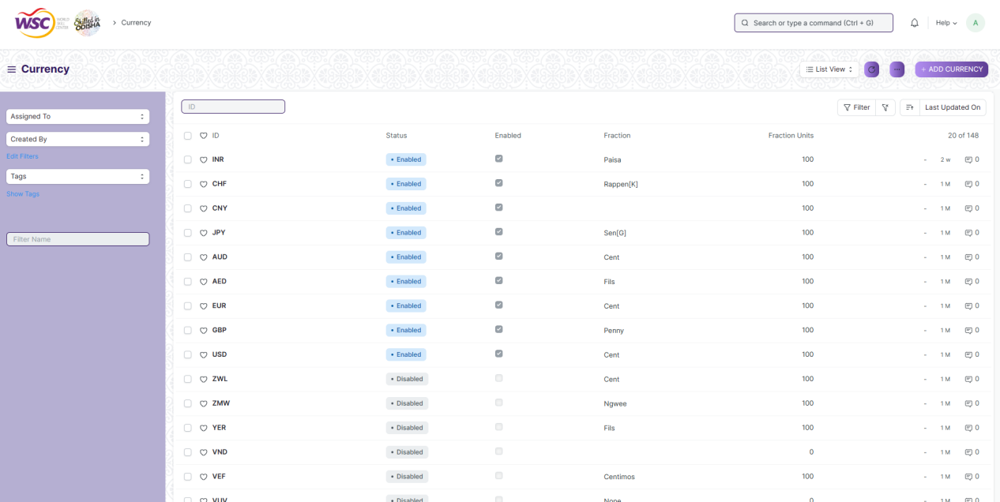 WSC WORLD SKILL CENTER Skilled in ODISHA > Currency Search or type a command (Ctrl + G) Help A
Currency List View + ADD CURRENCY
Assigned To
Created By
Edit Filters
Tags
Show Tags
Filter Name
ID Filter Last Updated On
ID Status Enabled Fraction Fraction Units 20 of 148
INR • Enabled Paisa 100 - 2 w 0
CHF • Enabled Rappen[K] 100 - 1 M 0
CNY • Enabled 100 - 1 M 0
JPY • Enabled Sen[G] 100 - 1 M 0
AUD • Enabled Cent 100 - 1 M 0
AED • Enabled Fils 100 - 1 M 0
EUR • Enabled Cent 100 - 1 M 0
GBP • Enabled Penny 100 - 1 M 0
USD • Enabled Cent 100 - 1 M 0
ZWL • Disabled Cent 100 - 1 M 0
ZMW • Disabled Ngwee 100 - 1 M 0
YER • Disabled Fils 100 - 1 M 0
VND • Disabled 0 - 1 M 0
VEF • Disabled Centimos 100 - 1 M 0
VUV • Disabled None 0 - 1 M 0